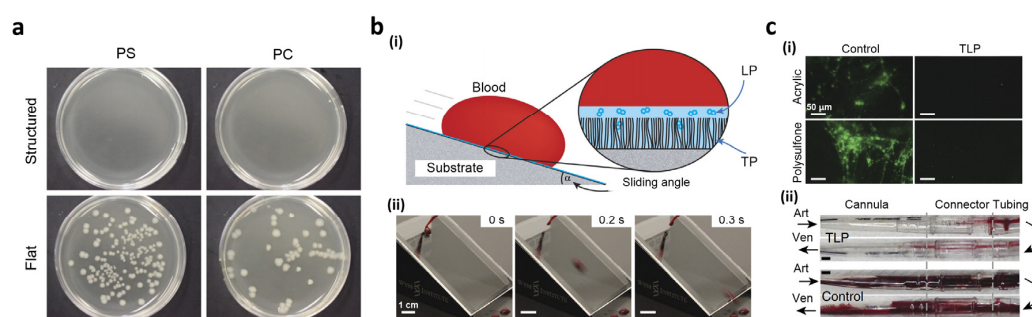 a
PS
PC
Structured
Flat
b
(i)
Blood
LP
Substrate
α
TP
Sliding angle
(ii)
0 s
0.2 s
0.3 s
1 cm
c
(i)
Control
TLP
Acrylic
50 µm
Polysulfone
(ii)
Cannula
Connector
Tubing
Art
TLP
Ven
Art
Control
Ven